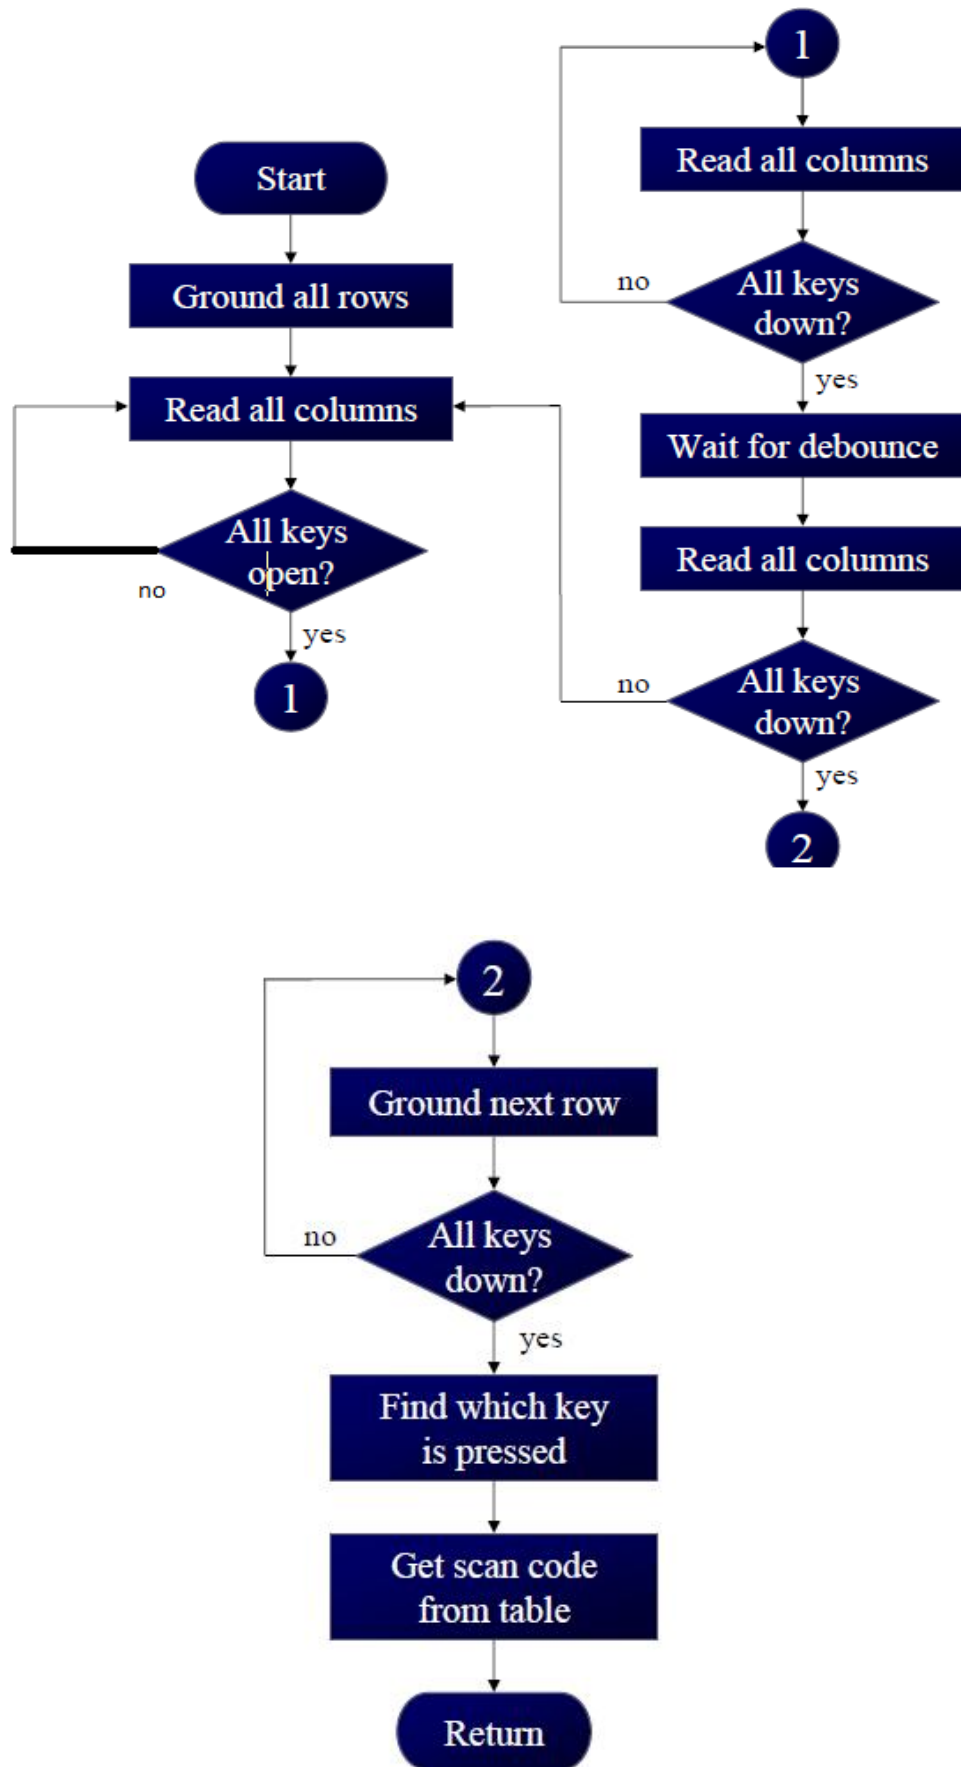 Start
Ground all rows
Read all columns
All keys
open?
no
yes
1
1
Read all columns
All keys
down?
no
yes
Wait for debounce
Read all columns
All keys
down?
no
yes
2
2
Ground next row
All keys
down?
no
yes
Find which key
is pressed
Get scan code
from table
Return